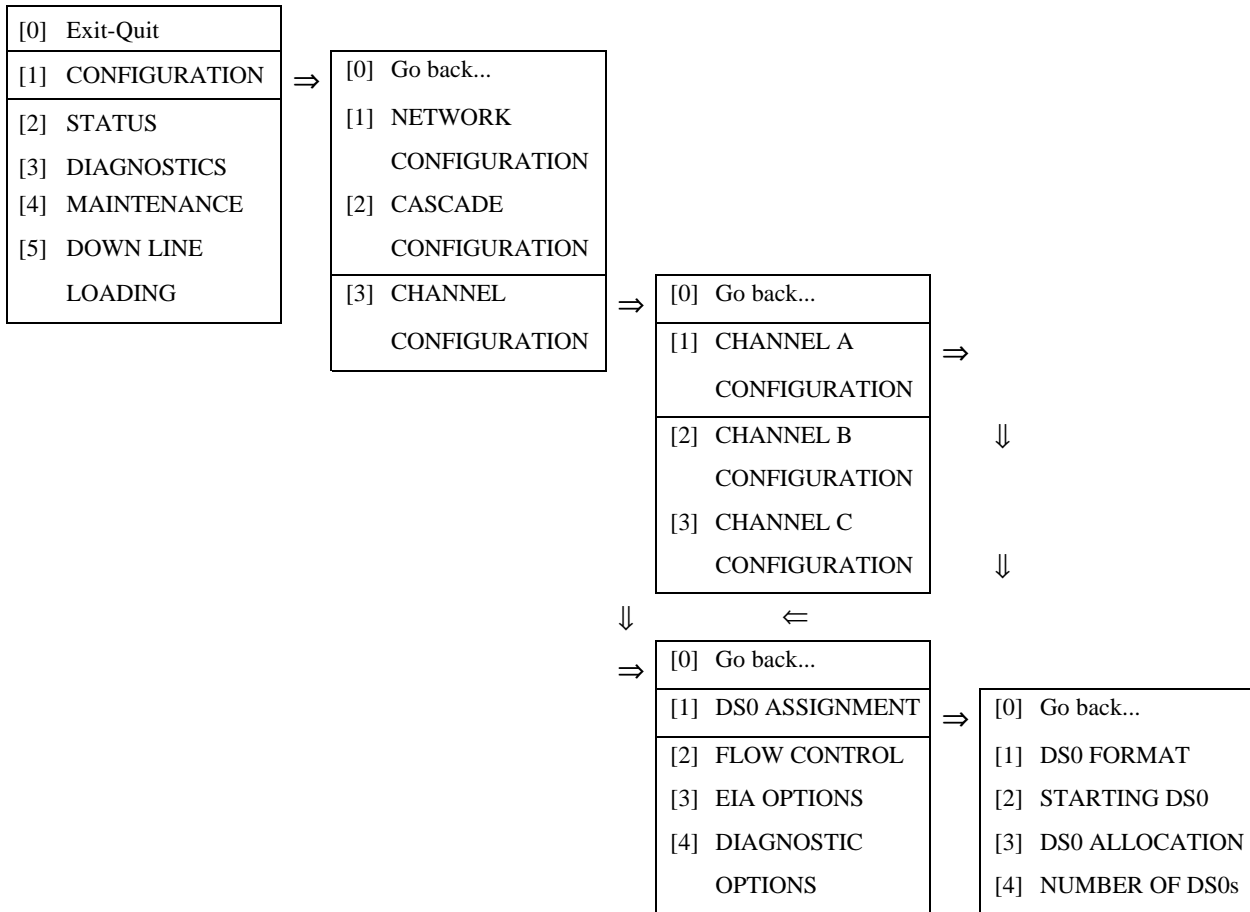 [0] Exit-Quit
[1] CONFIGURATION
[2] STATUS
[3] DIAGNOSTICS
[4] MAINTENANCE
[5] DOWN LINE
LOADING
⇒
[0] Go back...
[1] NETWORK
CONFIGURATION
[2] CASCADE
CONFIGURATION
[3] CHANNEL
CONFIGURATION
⇒
[0] Go back...
[1] CHANNEL A
CONFIGURATION
[2] CHANNEL B
CONFIGURATION
[3] CHANNEL C
CONFIGURATION
⇒
⇓
⇓
⇓ ⇐
⇒
[0] Go back...
[1] DS0 ASSIGNMENT
[2] FLOW CONTROL
[3] EIA OPTIONS
[4] DIAGNOSTIC
OPTIONS
⇒
[0] Go back...
[1] DS0 FORMAT
[2] STARTING DS0
[3] DS0 ALLOCATION
[4] NUMBER OF DS0s